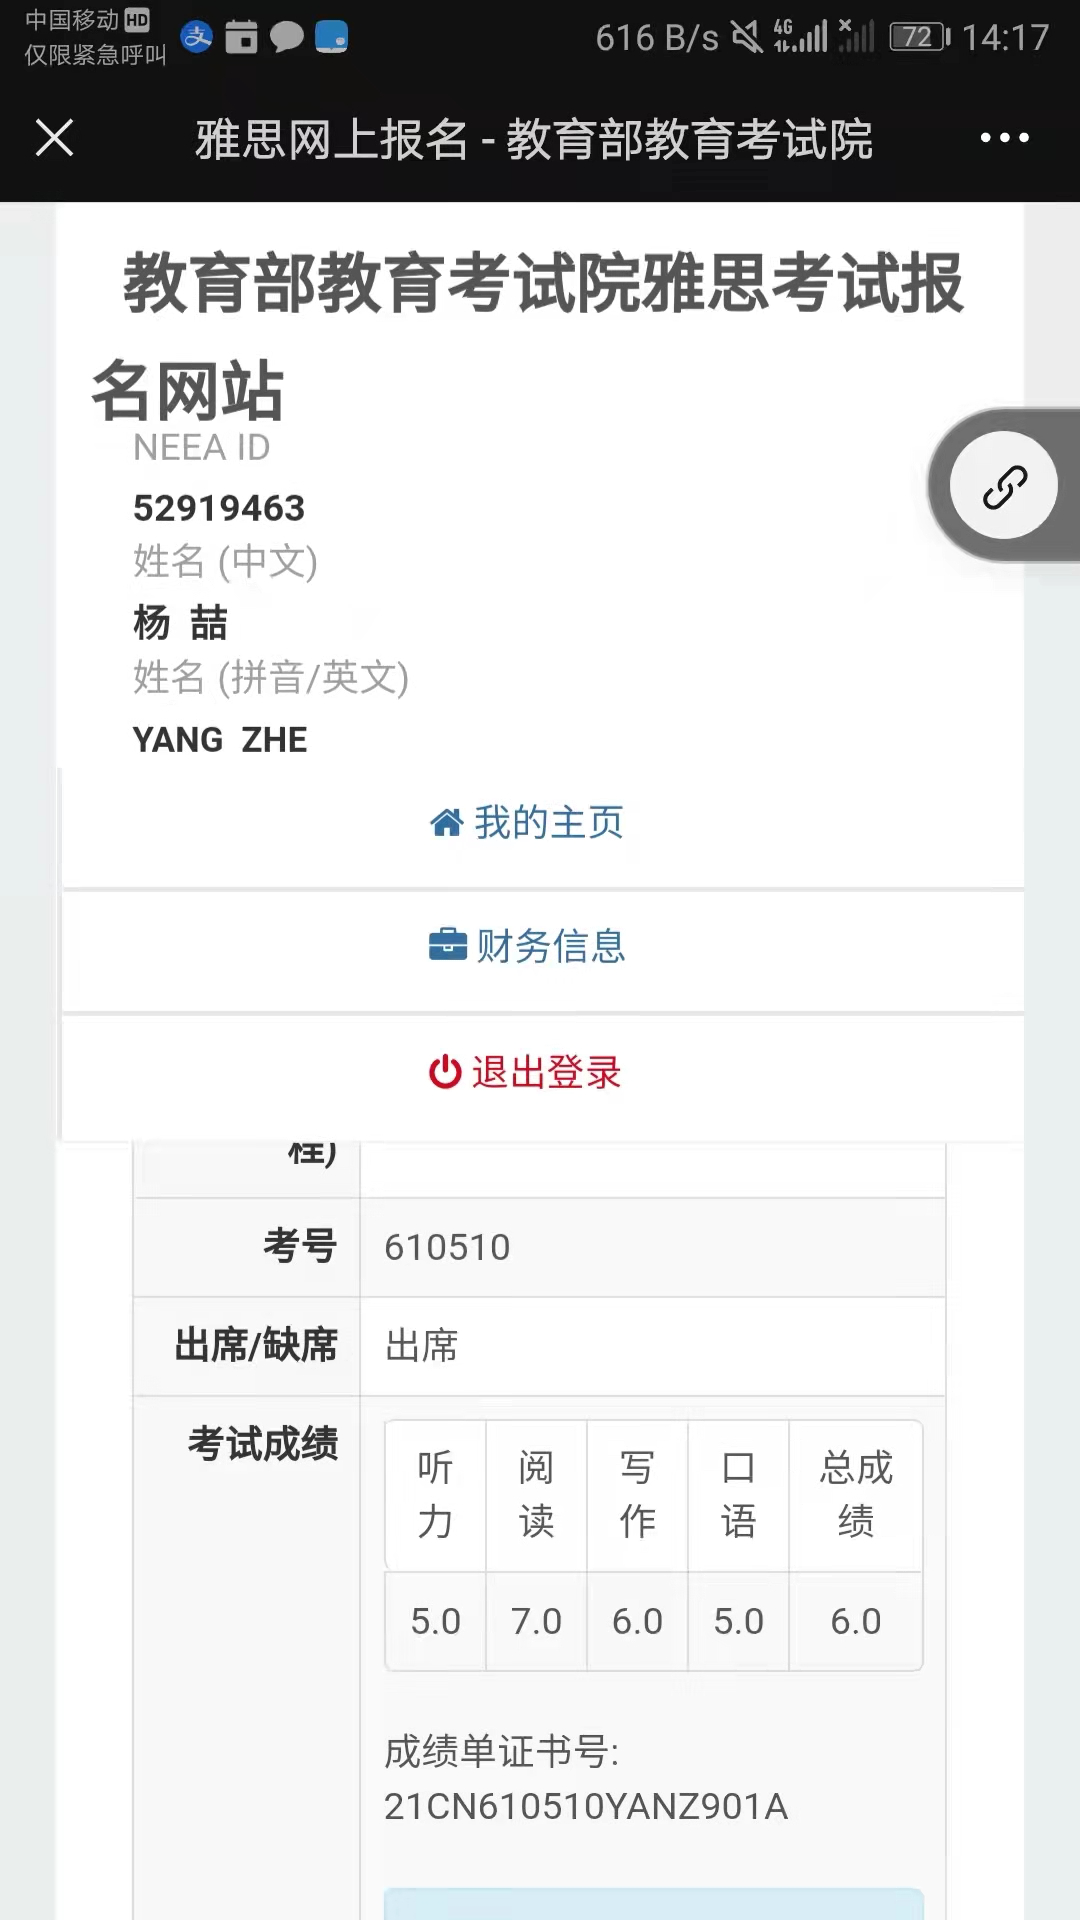 中国移动 HD
仅限紧急呼叫
616 B/s 4G 72 14:17
雅思网上报名 - 教育部教育考试院
教育部教育考试院雅思考试报
名网站
NEEA ID
52919463
姓名 (中文)
杨 喆
姓名 (拼音/英文)
YANG ZHE
我的主页
财务信息
退出登录
程)
考号 610510
出席/缺席 出席
考试成绩
听力 阅读 写作 口语 总成绩
5.0 7.0 6.0 5.0 6.0
成绩单证书号:
21CN610510YANZ901A